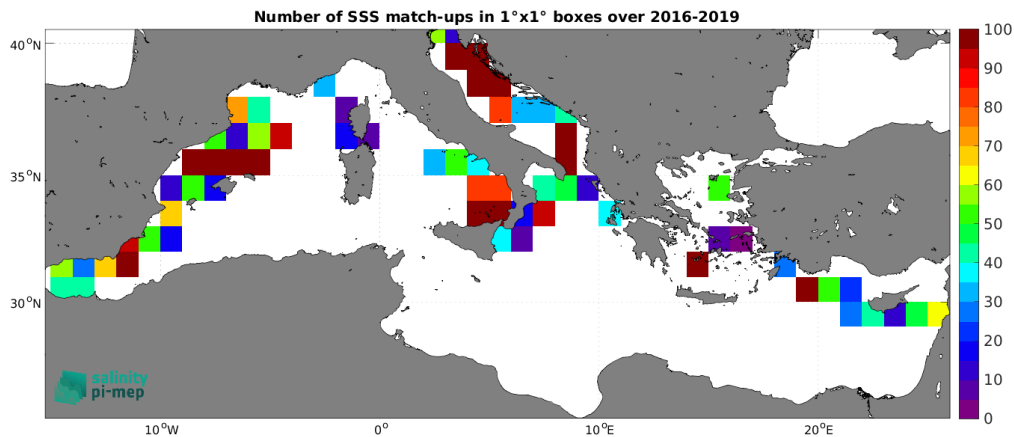 Number of SSS match-ups in 1°x1° boxes over 2016-2019
40°N
35°N
30°N
10°W
0°
10°E
20°E
100
90
80
70
60
50
40
30
20
10
0
salinity
pi-mep